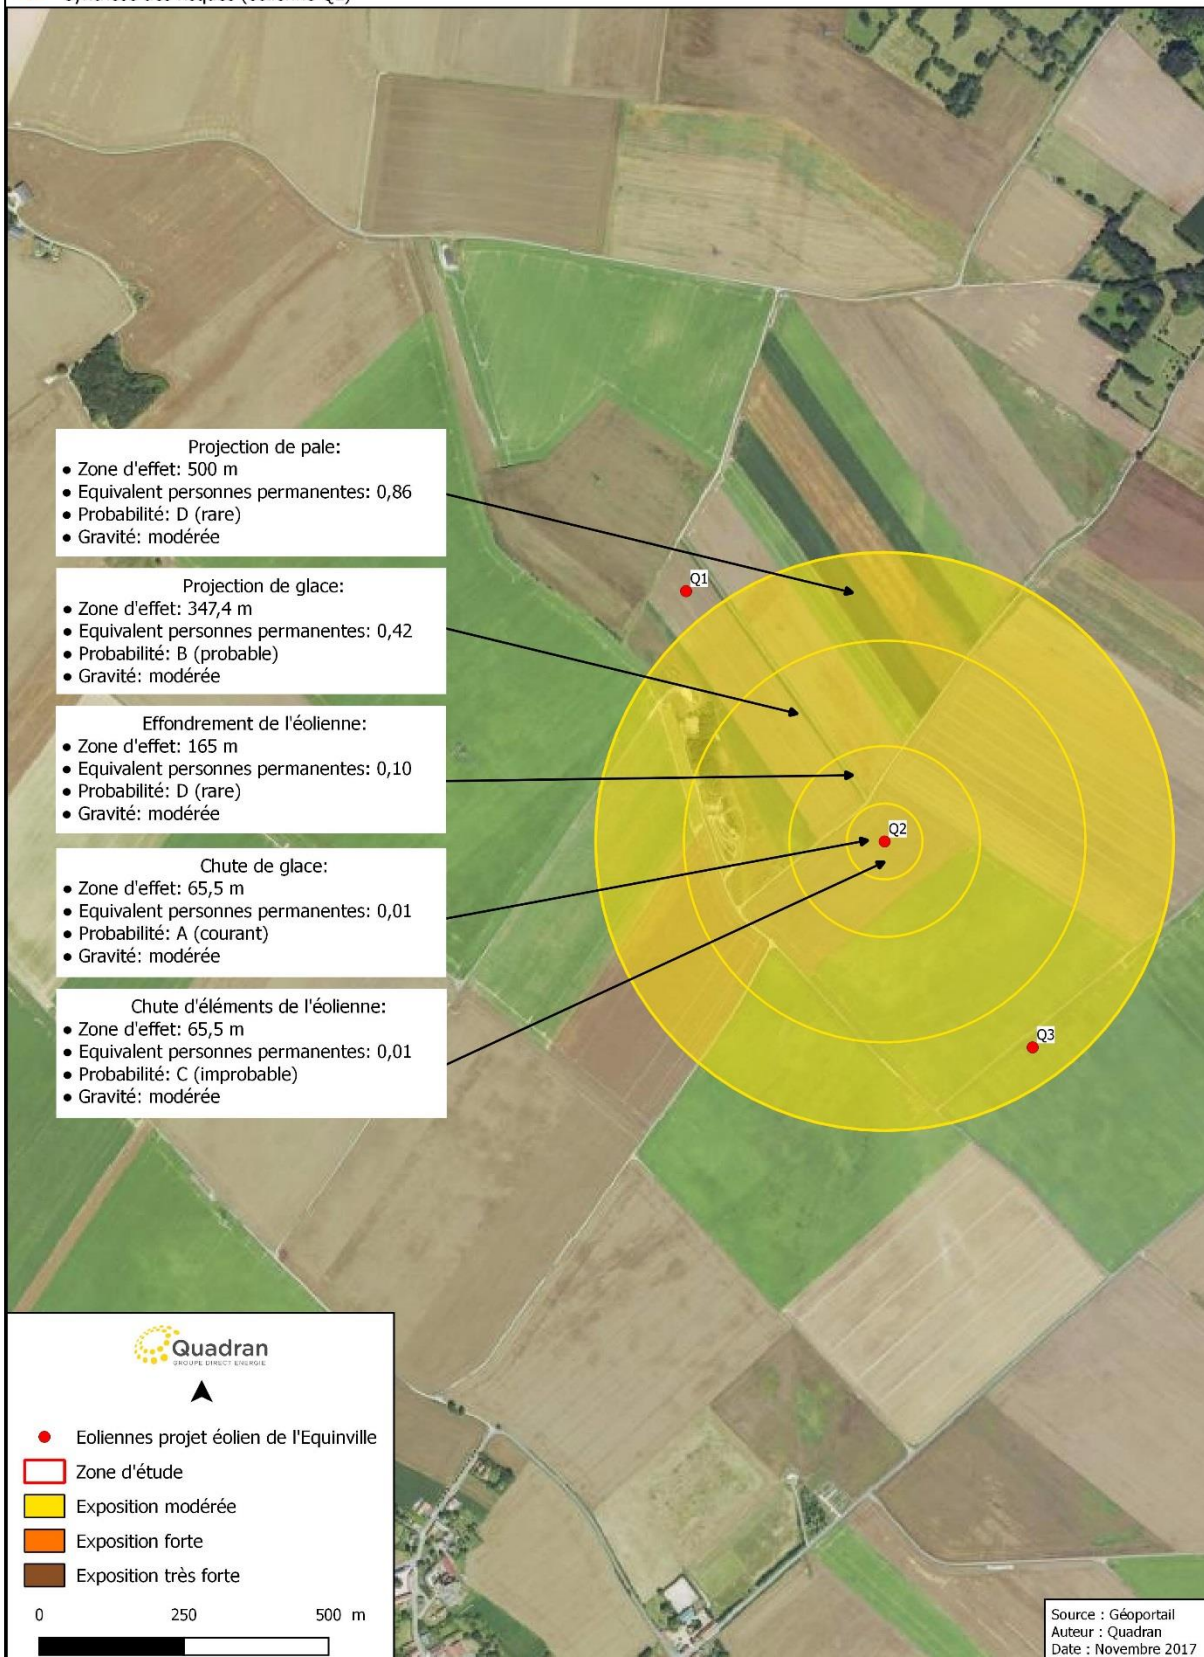 Projection de pale:
● Zone d'effet: 500 m
● Equivalent personnes permanentes: 0,86
● Probabilité: D (rare)
● Gravité: modérée
Projection de glace:
● Zone d'effet: 347,4 m
● Equivalent personnes permanentes: 0,42
● Probabilité: B (probable)
● Gravité: modérée
Effondrement de l'éolienne:
● Zone d'effet: 165 m
● Equivalent personnes permanentes: 0,10
● Probabilité: D (rare)
● Gravité: modérée
Chute de glace:
● Zone d'effet: 65,5 m
● Equivalent personnes permanentes: 0,01
● Probabilité: A (courant)
● Gravité: modérée
Chute d'éléments de l'éolienne:
● Zone d'effet: 65,5 m
● Equivalent personnes permanentes: 0,01
● Probabilité: C (improbable)
● Gravité: modérée
Q1
Q2
Q3
Quadran
GROUPE DIRECT ENERGIE
Eoliennes projet éolien de l'Equinville
Zone d'étude
Exposition modérée
Exposition forte
Exposition très forte
0 250 500 m
Source : Géoportail
Auteur : Quadran
Date : Novembre 2017